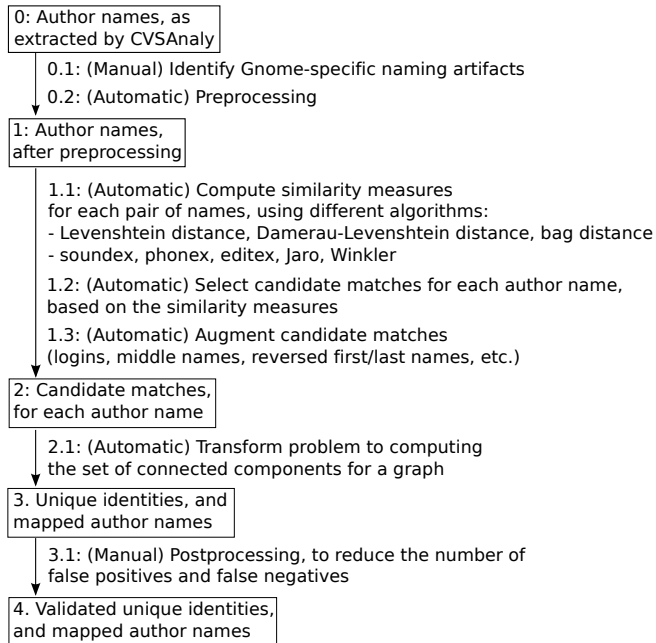 0: Author names, as
extracted by CVSAnaly
0.1: (Manual) Identify Gnome-specific naming artifacts
0.2: (Automatic) Preprocessing
1: Author names,
after preprocessing
1.1: (Automatic) Compute similarity measures
for each pair of names, using different algorithms:
- Levenshtein distance, Damerau-Levenshtein distance, bag distance
- soundex, phonex, editex, Jaro, Winkler
1.2: (Automatic) Select candidate matches for each author name,
based on the similarity measures
1.3: (Automatic) Augment candidate matches
(logins, middle names, reversed first/last names, etc.)
2: Candidate matches,
for each author name
2.1: (Automatic) Transform problem to computing
the set of connected components for a graph
3. Unique identities, and
mapped author names
3.1: (Manual) Postprocessing, to reduce the number of
false positives and false negatives
4. Validated unique identities,
and mapped author names